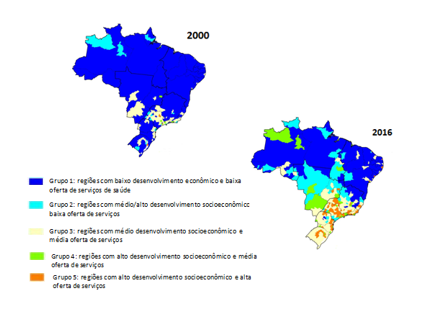 2000
2016
Grupo 1: regiões com baixo desenvolvimento econômico e baixa
oferta de serviços de saúde
Grupo 2: regiões com médio/alto desenvolvimento socioeconômicc
baixa oferta de serviços
Grupo 3: regiões com médio desenvolvimento socioeconômico e
média oferta de serviços
Grupo 4: regiões com alto desenvolvimento socioeconômico e média
oferta de serviços
Grupo 5: regiões com alto desenvolvimento socioeconômico e alta
oferta de serviços